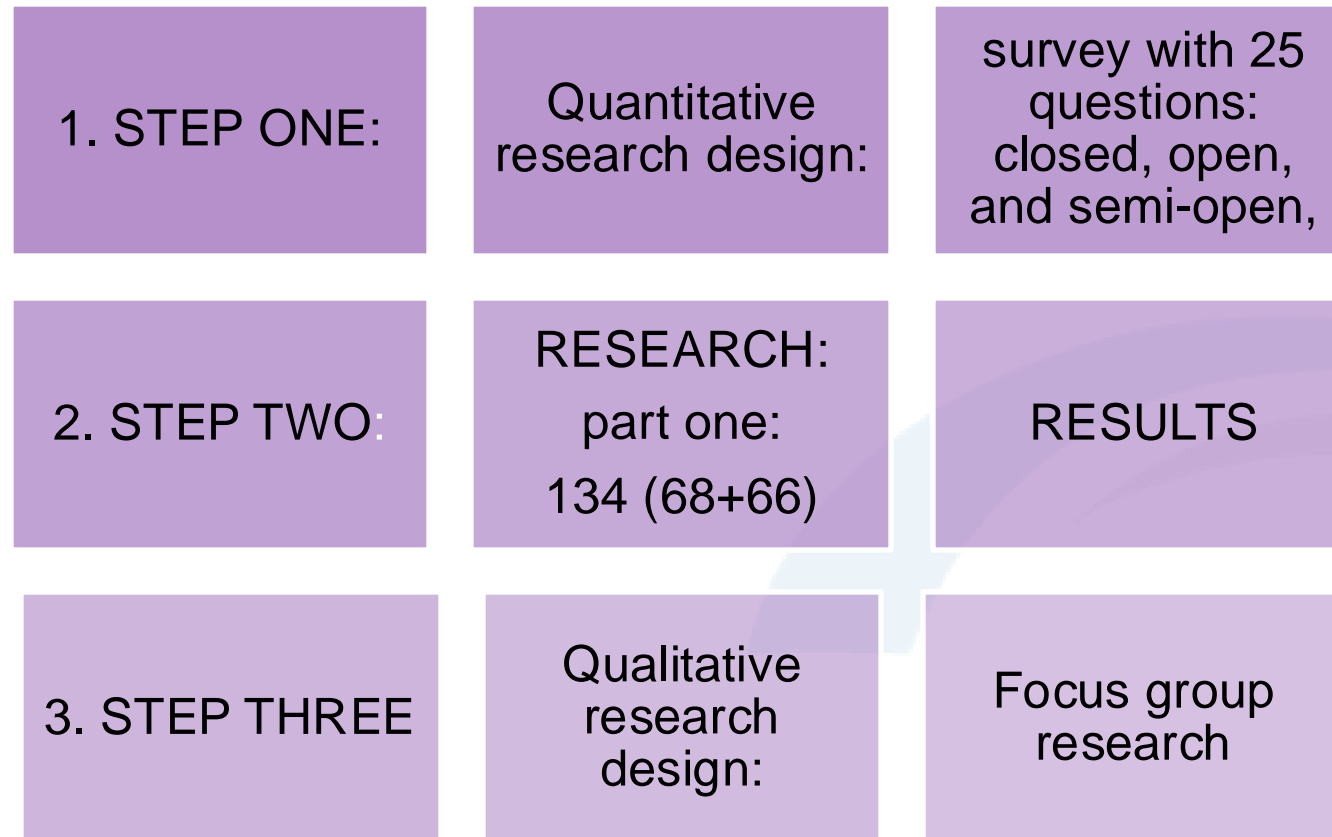 1. STEP ONE:
Quantitative
research design:
survey with 25
questions:
closed, open,
and semi-open,
2. STEP TWO:
RESEARCH:
part one:
134 (68+66)
RESULTS
3. STEP THREE
Qualitative
research
design:
Focus group
research